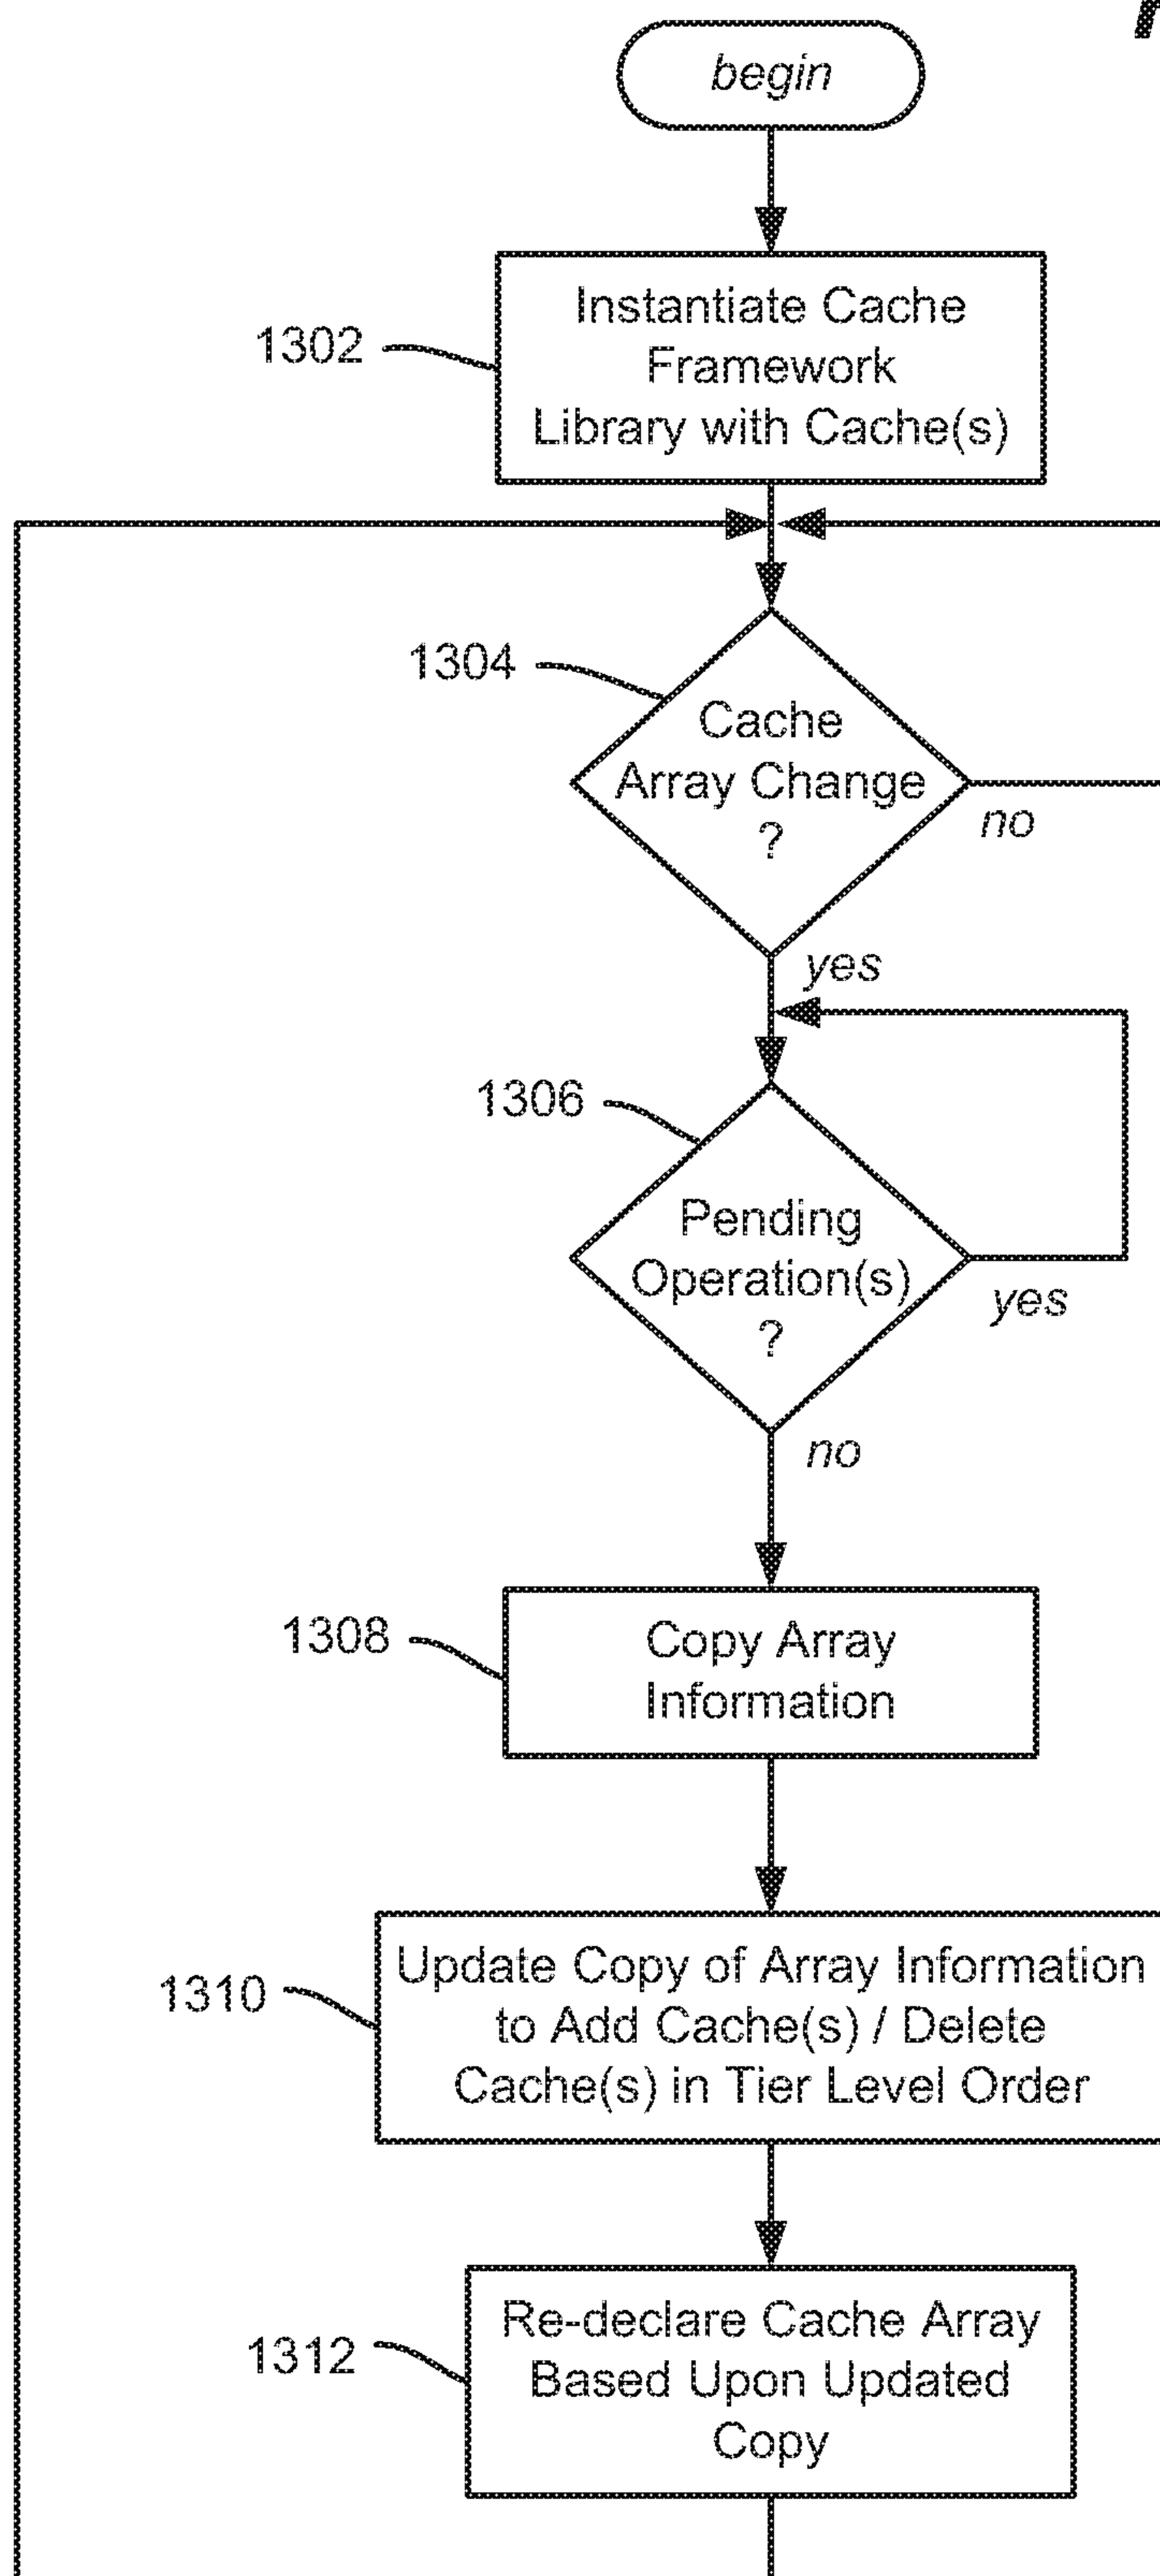 begin
1302
Instantiate Cache
Framework
Library with Cache(s)
1304
Cache
Array Change
?
no
yes
1306
Pending
Operation(s)
?
yes
no
1308
Copy Array
Information
1310
Update Copy of Array Information
to Add Cache(s) / Delete
Cache(s) in Tier Level Order
1312
Re-declare Cache Array
Based Upon Updated
Copy